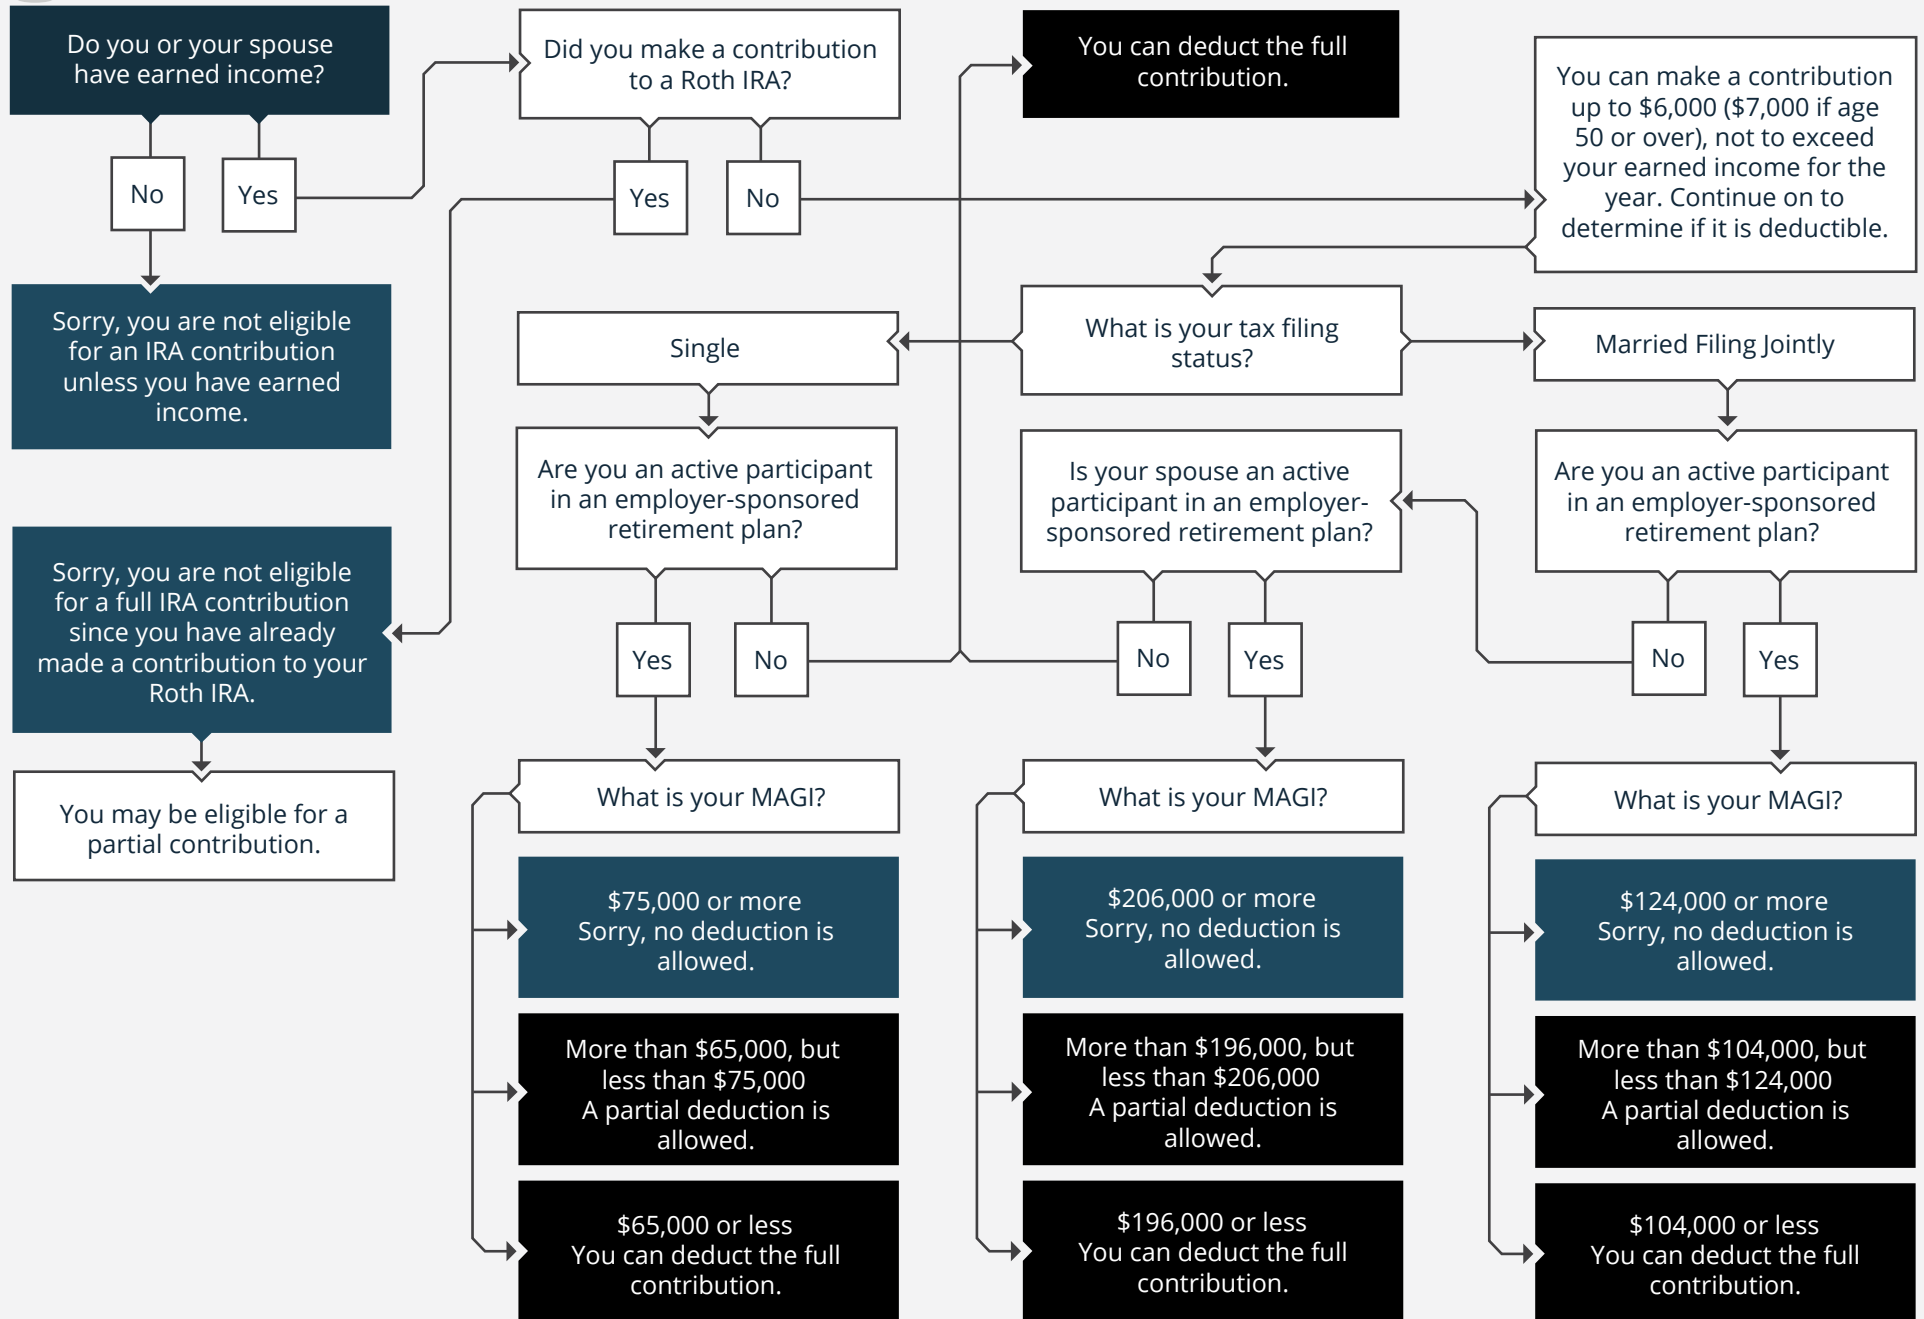 Do you or your spouse
have earned income?
No
Yes
Sorry, you are not eligible
for an IRA contribution
unless you have earned
income.
Did you make a contribution
to a Roth IRA?
Yes
No
Sorry, you are not eligible
for a full IRA contribution
since you have already
made a contribution to your
Roth IRA.
You may be eligible for a
partial contribution.
You can deduct the full
contribution.
You can make a contribution
up to $6,000 ($7,000 if age
50 or over), not to exceed
your earned income for the
year. Continue on to
determine if it is deductible.
What is your tax filing
status?
Single
Married Filing Jointly
Are you an active participant
in an employer-sponsored
retirement plan?
Yes
No
Is your spouse an active
participant in an employer-
sponsored retirement plan?
No
Yes
Are you an active participant
in an employer-sponsored
retirement plan?
No
Yes
What is your MAGI?
$75,000 or more
Sorry, no deduction is
allowed.
More than $65,000, but
less than $75,000
A partial deduction is
allowed.
$65,000 or less
You can deduct the full
contribution.
What is your MAGI?
$206,000 or more
Sorry, no deduction is
allowed.
More than $196,000, but
less than $206,000
A partial deduction is
allowed.
$196,000 or less
You can deduct the full
contribution.
What is your MAGI?
$124,000 or more
Sorry, no deduction is
allowed.
More than $104,000, but
less than $124,000
A partial deduction is
allowed.
$104,000 or less
You can deduct the full
contribution.